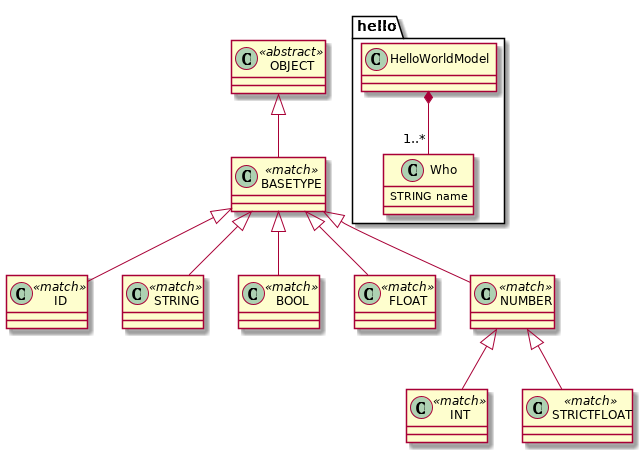 hello
C «abstract»
OBJECT
C HelloWorldModel
1..*
C Who
STRING name
C «match»
BASETYPE
C «match»
ID
C «match»
STRING
C «match»
BOOL
C «match»
FLOAT
C «match»
NUMBER
C «match»
INT
C «match»
STRICTFLOAT